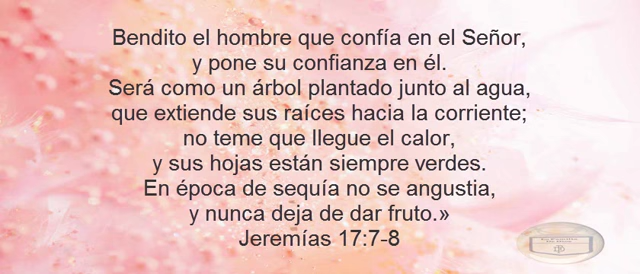 Bendito el hombre que confía en el Señor,
y pone su confianza en él.
Será como un árbol plantado junto al agua,
que extiende sus raíces hacia la corriente;
no teme que llegue el calor,
y sus hojas están siempre verdes.
En época de sequía no se angustia,
y nunca deja de dar fruto.»
Jeremías 17:7-8